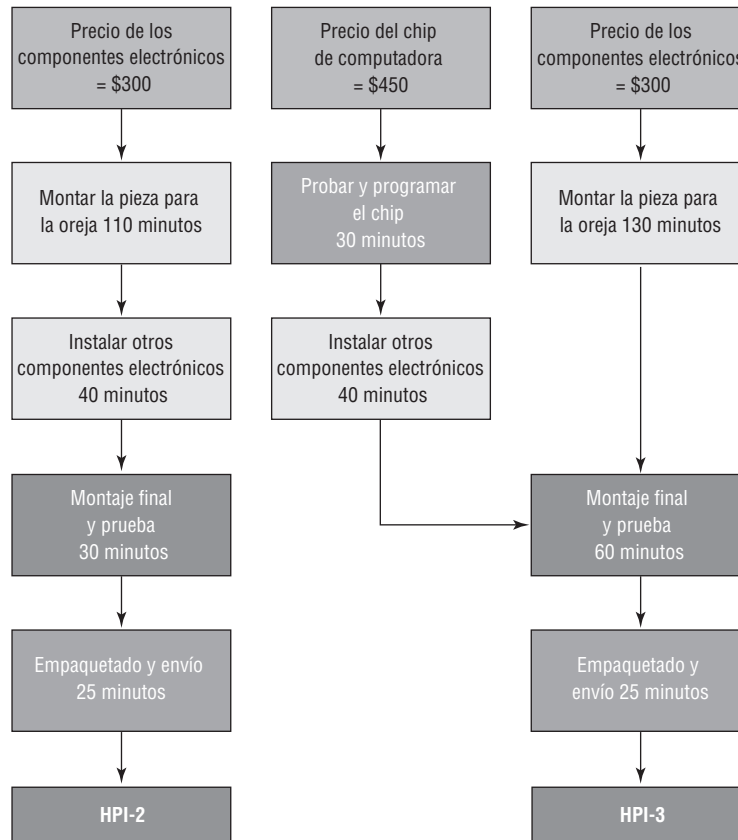 Precio de los
componentes electrónicos
= $300
Precio del chip
de computadora
= $450
Precio de los
componentes electrónicos
= $300
Montar la pieza para
la oreja 110 minutos
Probar y programar
el chip
30 minutos
Montar la pieza para
la oreja 130 minutos
Instalar otros
componentes electrónicos
40 minutos
Instalar otros
componentes electrónicos
40 minutos
Montaje final
y prueba
30 minutos
Montaje final
y prueba
60 minutos
Empaquetado y envío
25 minutos
Empaquetado y
envío 25 minutos
HPI-2
HPI-3